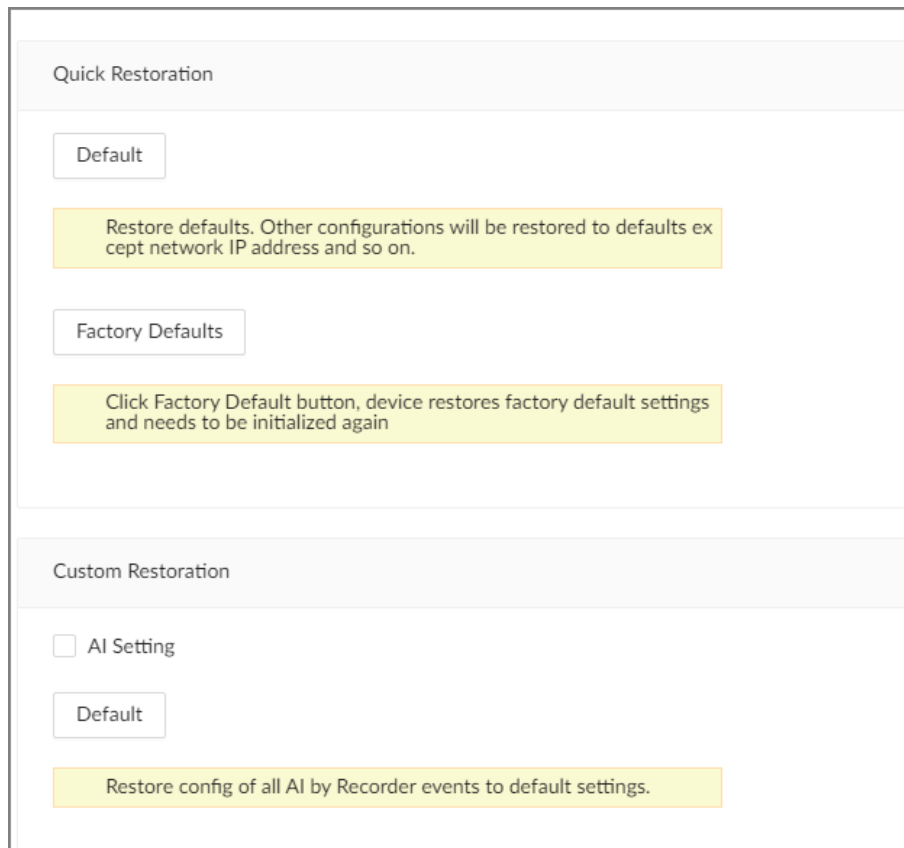 Quick Restoration
Default
Restore defaults. Other configurations will be restored to defaults ex
cept network IP address and so on.
Factory Defaults
Click Factory Default button, device restores factory default settings
and needs to be initialized again
Custom Restoration
AI Setting
Default
Restore config of all AI by Recorder events to default settings.